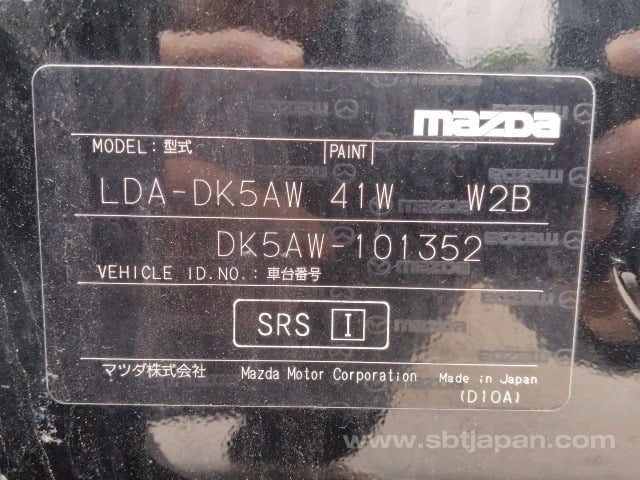 mazda
MODEL: 型式 PAINT
LDA-DK5AW 41W W2B
DK5AW-101352
VEHICLE ID.NO.: 車台番号
SRS I
マツダ株式会社 Mazda Motor Corporation Made in Japan
(D10A)
www.sbtjapan.com